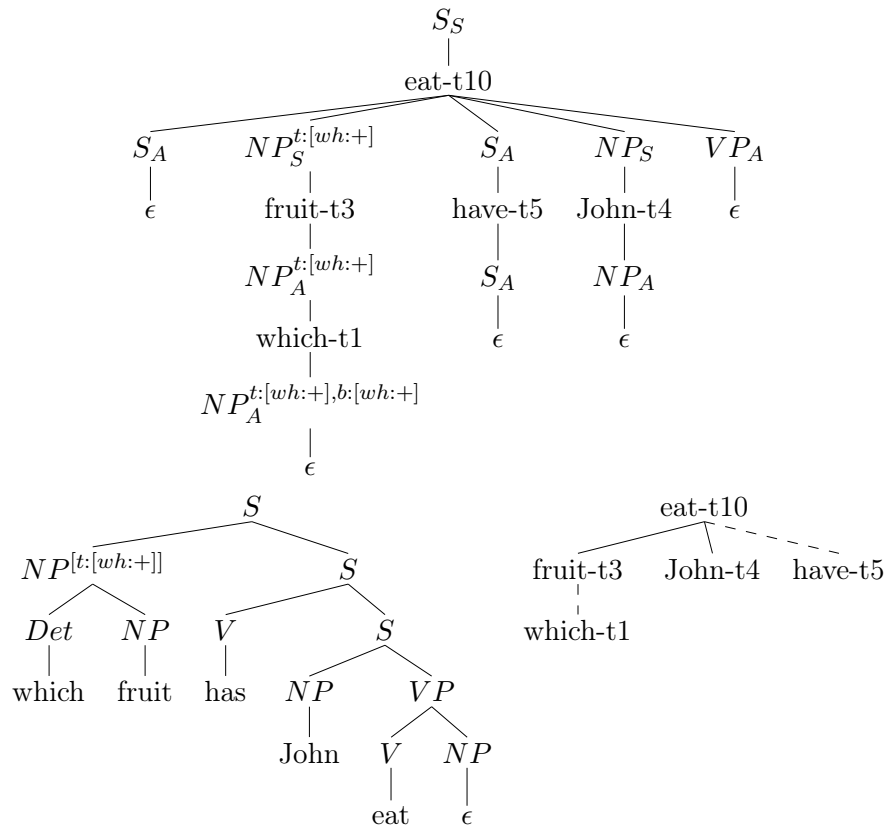 S_S
eat-t10
S_A NP_S^{t:[wh:+]} S_A NP_S VP_A
ϵ fruit-t3 have-t5 John-t4 ϵ
NP_A^{t:[wh:+]} S_A NP_A
which-t1 ϵ ϵ
NP_A^{t:[wh:+],b:[wh:+]}
ϵ
S eat-t10
NP^{[t:[wh:+]]} S fruit-t3 John-t4 have-t5
Det NP V S which-t1
which fruit has NP VP
John V NP
eat ϵ